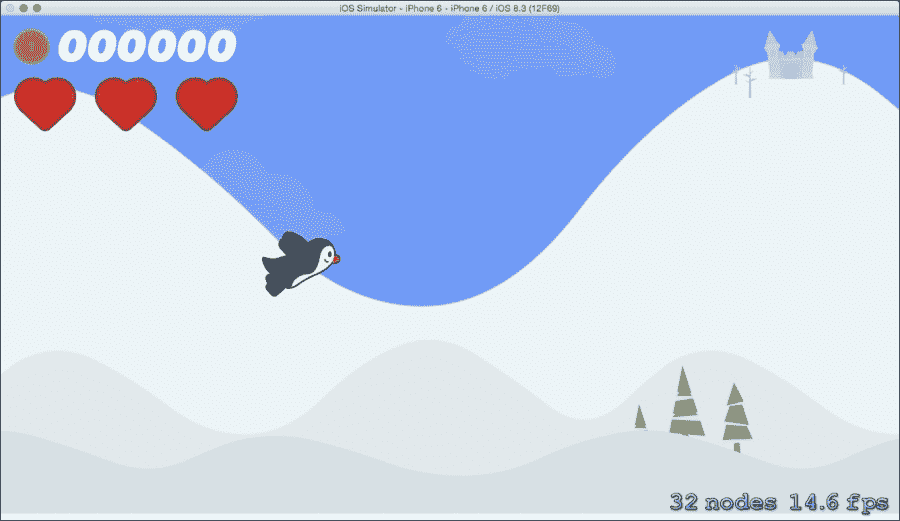 iOS Simulator - iPhone 6 - iPhone 6 / iOS 8.3 (12F69)
000000
32 nodes 14.6 fps